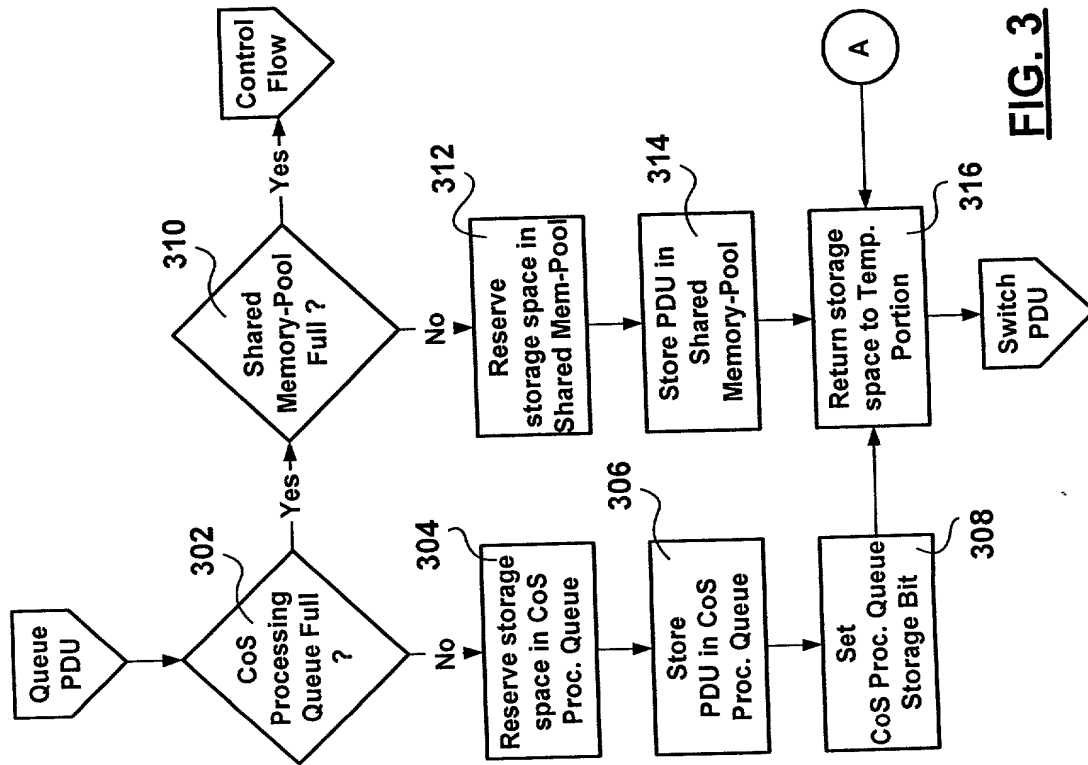 Queue
PDU
302
CoS
Processing
Queue Full
?
Yes
No
304
Reserve storage
space in CoS
Proc. Queue
306
Store
PDU in CoS
Proc. Queue
Set
CoS Proc. Queue
Storage Bit
308
310
Shared
Memory-Pool
Full ?
Yes
Control
Flow
No
312
Reserve
storage space in
Shared Mem-Pool
314
Store PDU in
Shared
Memory-Pool
Return storage
space to Temp.
Portion
316
A
Switch
PDU
FIG. 3